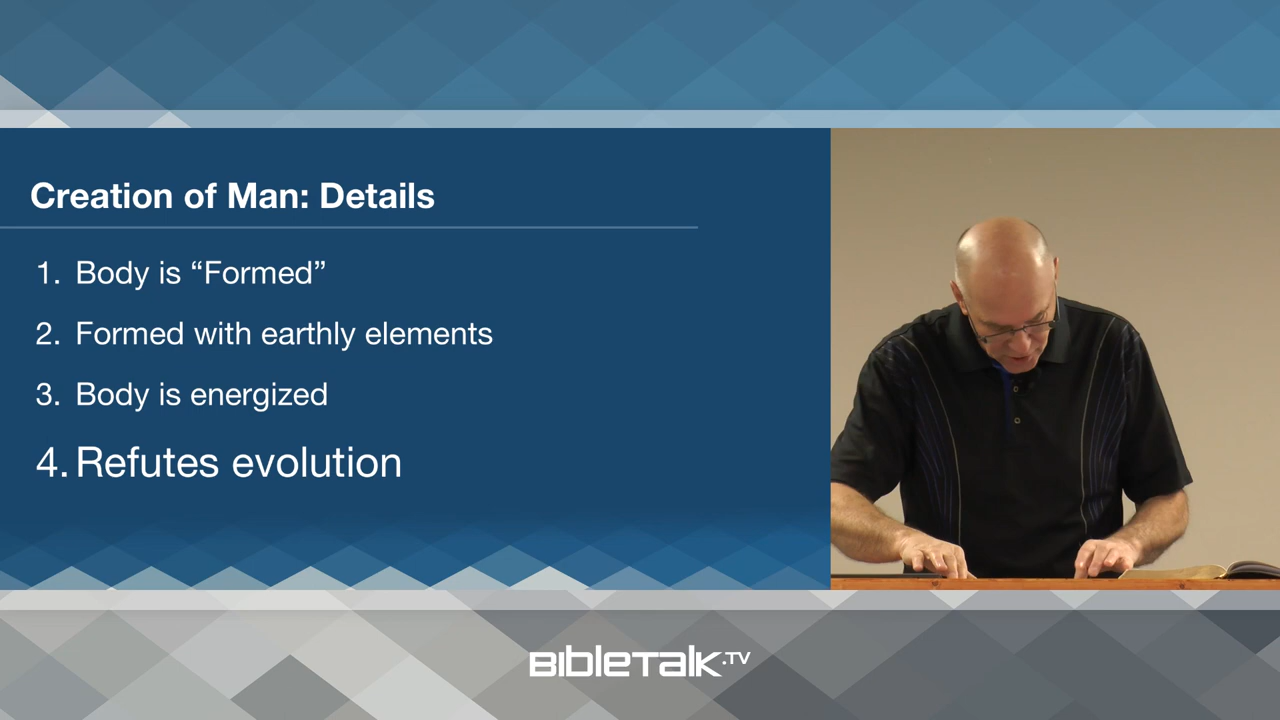 Creation of Man: Details
1. Body is “Formed”
2. Formed with earthly elements
3. Body is energized
4. Refutes evolution
BIBLETALK.TV